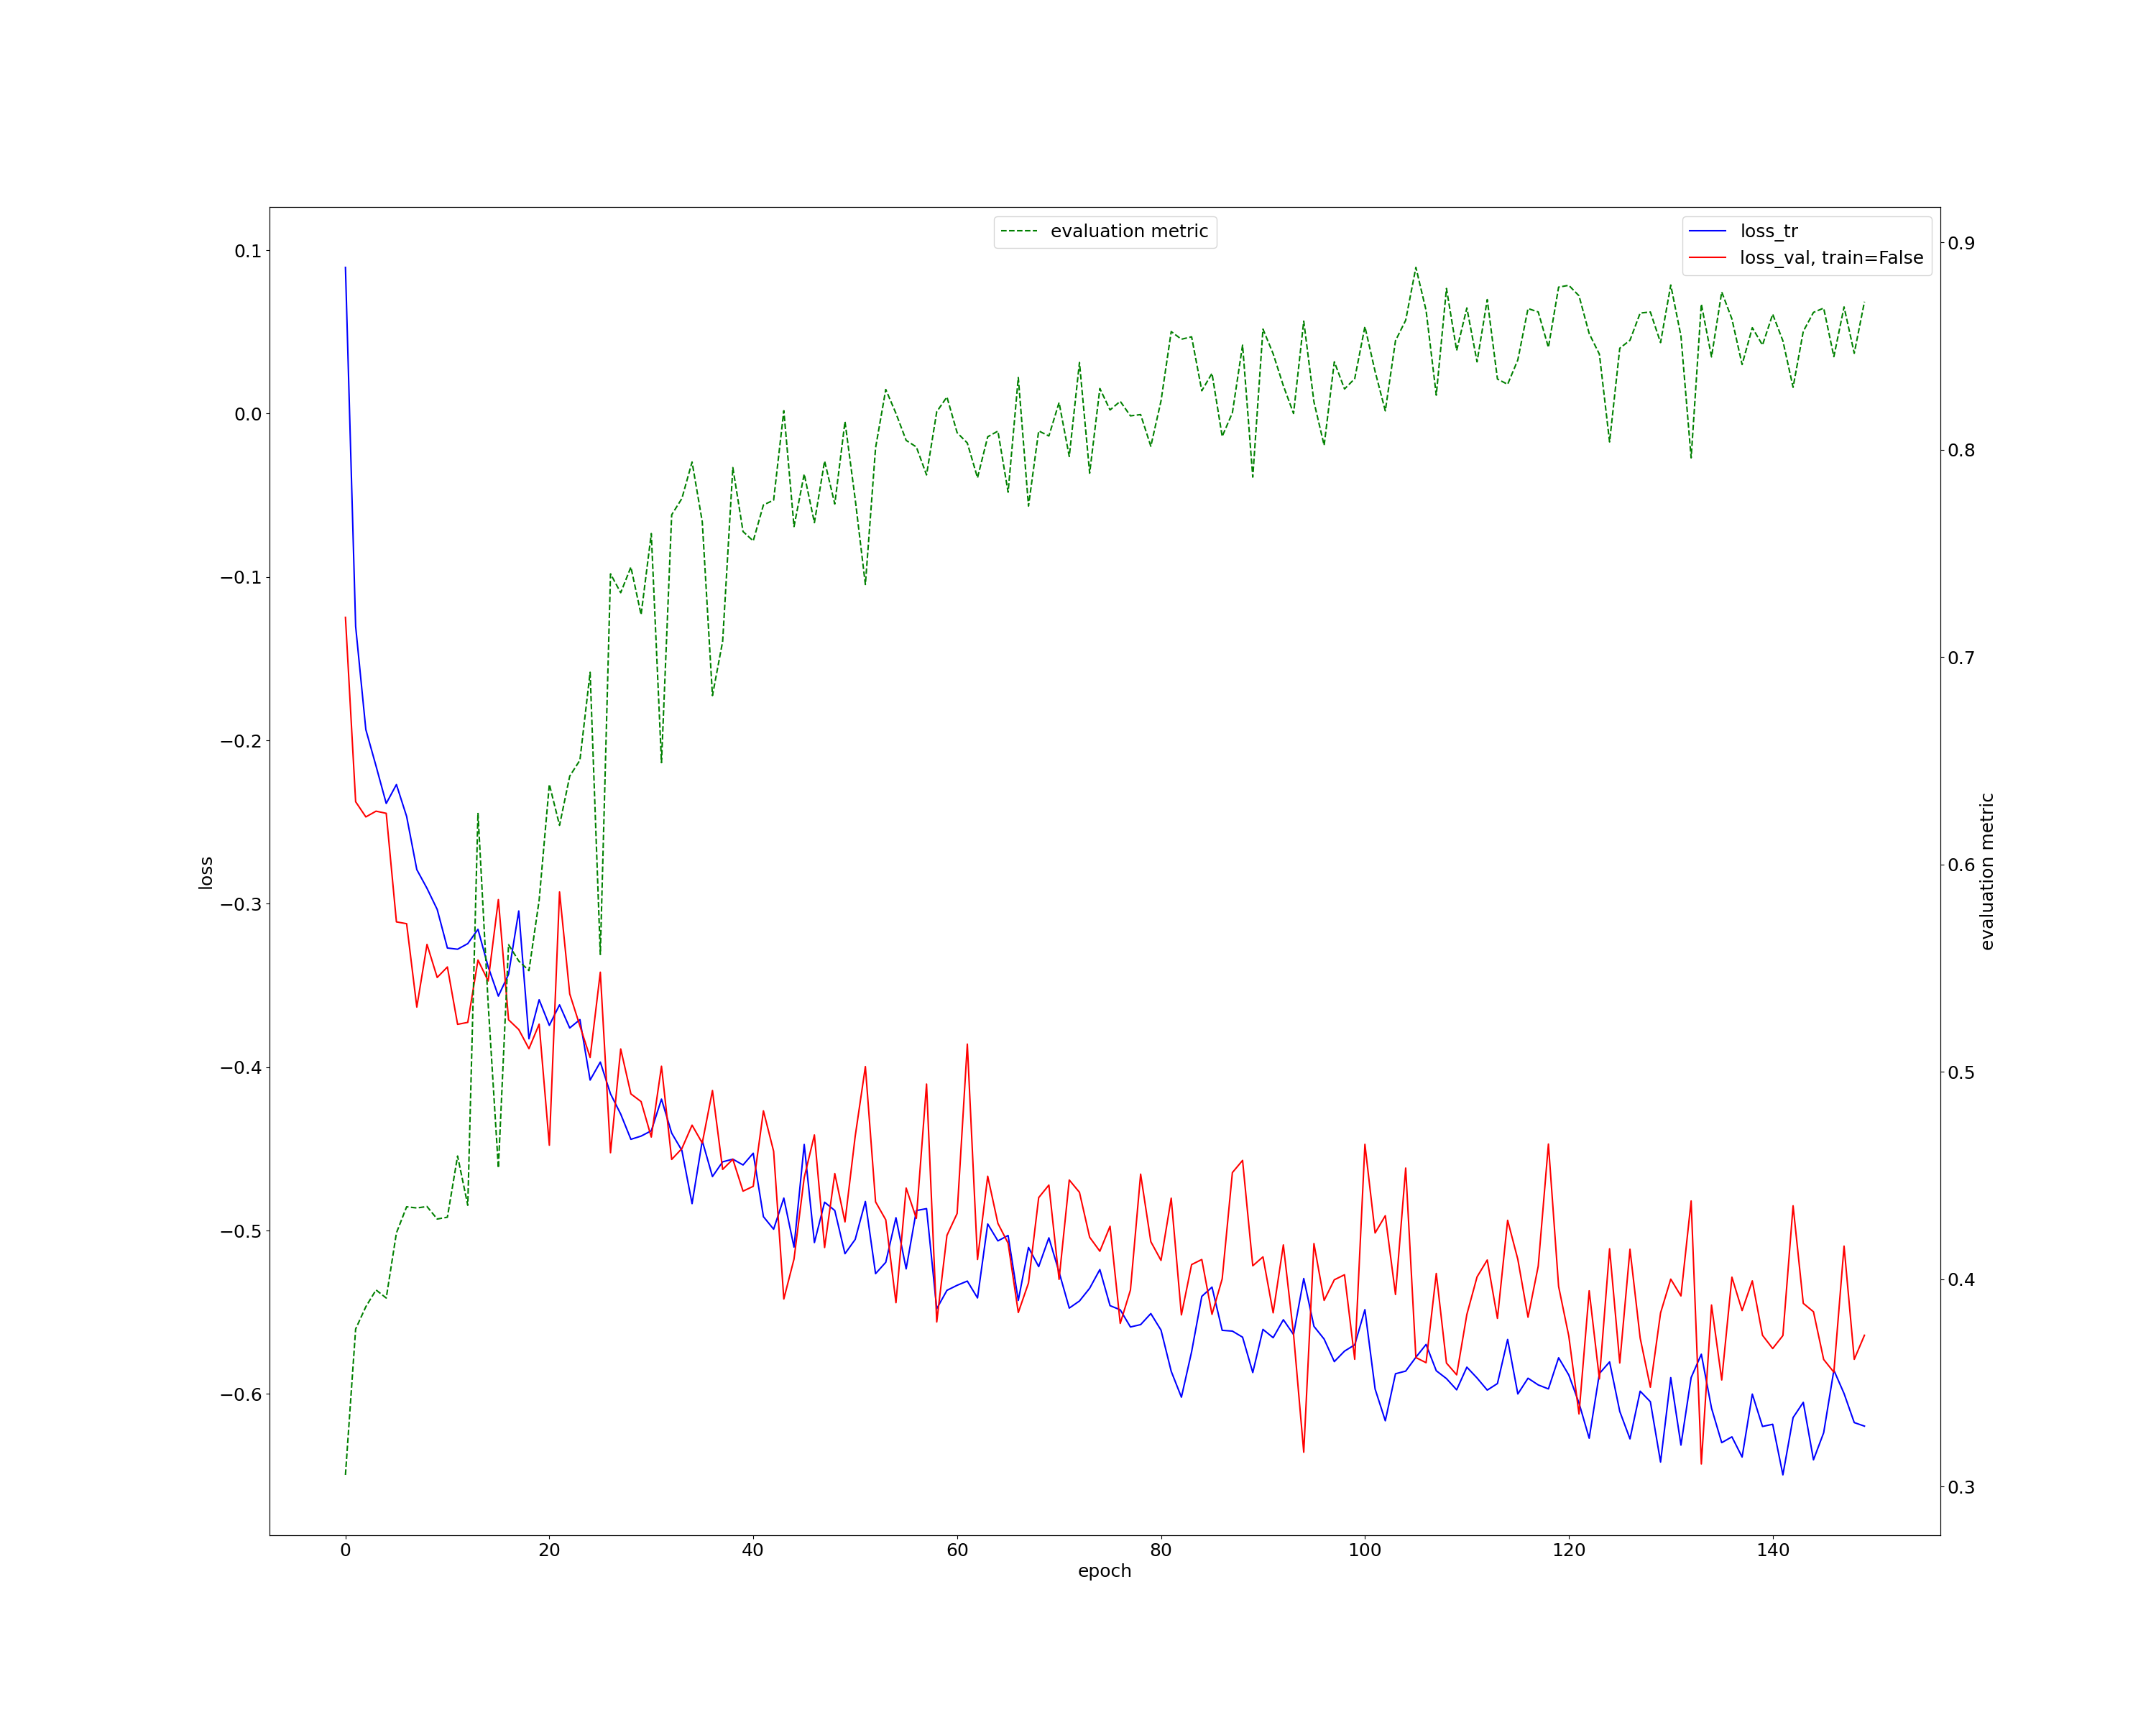 evaluation metric
loss_tr
loss_val, train=False
0.1
0.0
−0.1
−0.2
−0.3
−0.4
−0.5
−0.6
loss
0.9
0.8
0.7
0.6
0.5
0.4
0.3
evaluation metric
0 20 40 60 80 100 120 140
epoch